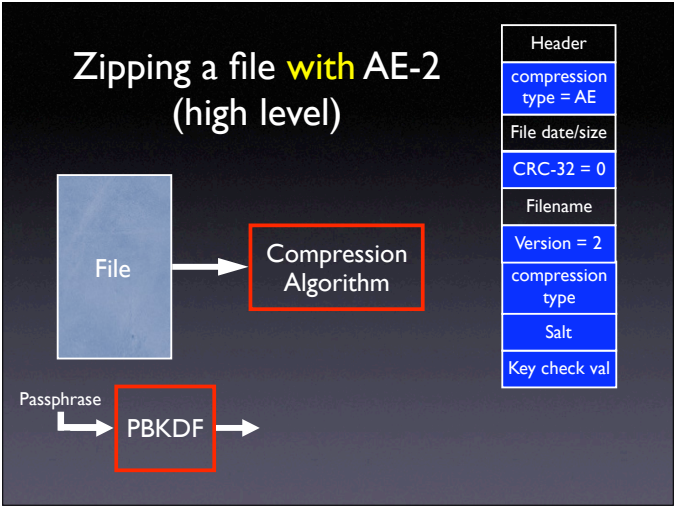 Zipping a file with AE-2
(high level)
File
Compression
Algorithm
Passphrase
PBKDF
Header
compression
type = AE
File date/size
CRC-32 = 0
Filename
Version = 2
compression
type
Salt
Key check val